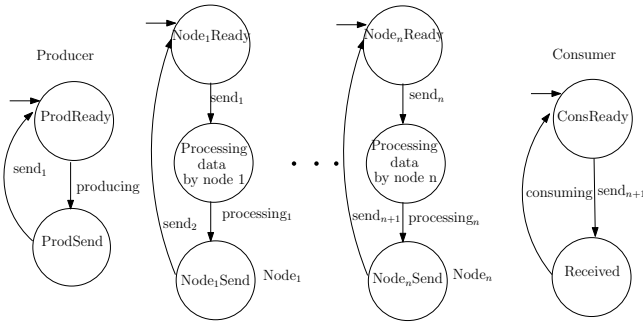 Producer
ProdReady
send₁
producing
ProdSend
Node₁Ready
send₁
Processing
data
by node 1
processing₁
send₂
Node₁Send
Node₁
. . .
NodeₙReady
sendₙ
Processing
data
by node n
sendₙ₊₁
processingₙ
NodeₙSend
Nodeₙ
Consumer
ConsReady
consuming
sendₙ₊₁
Received